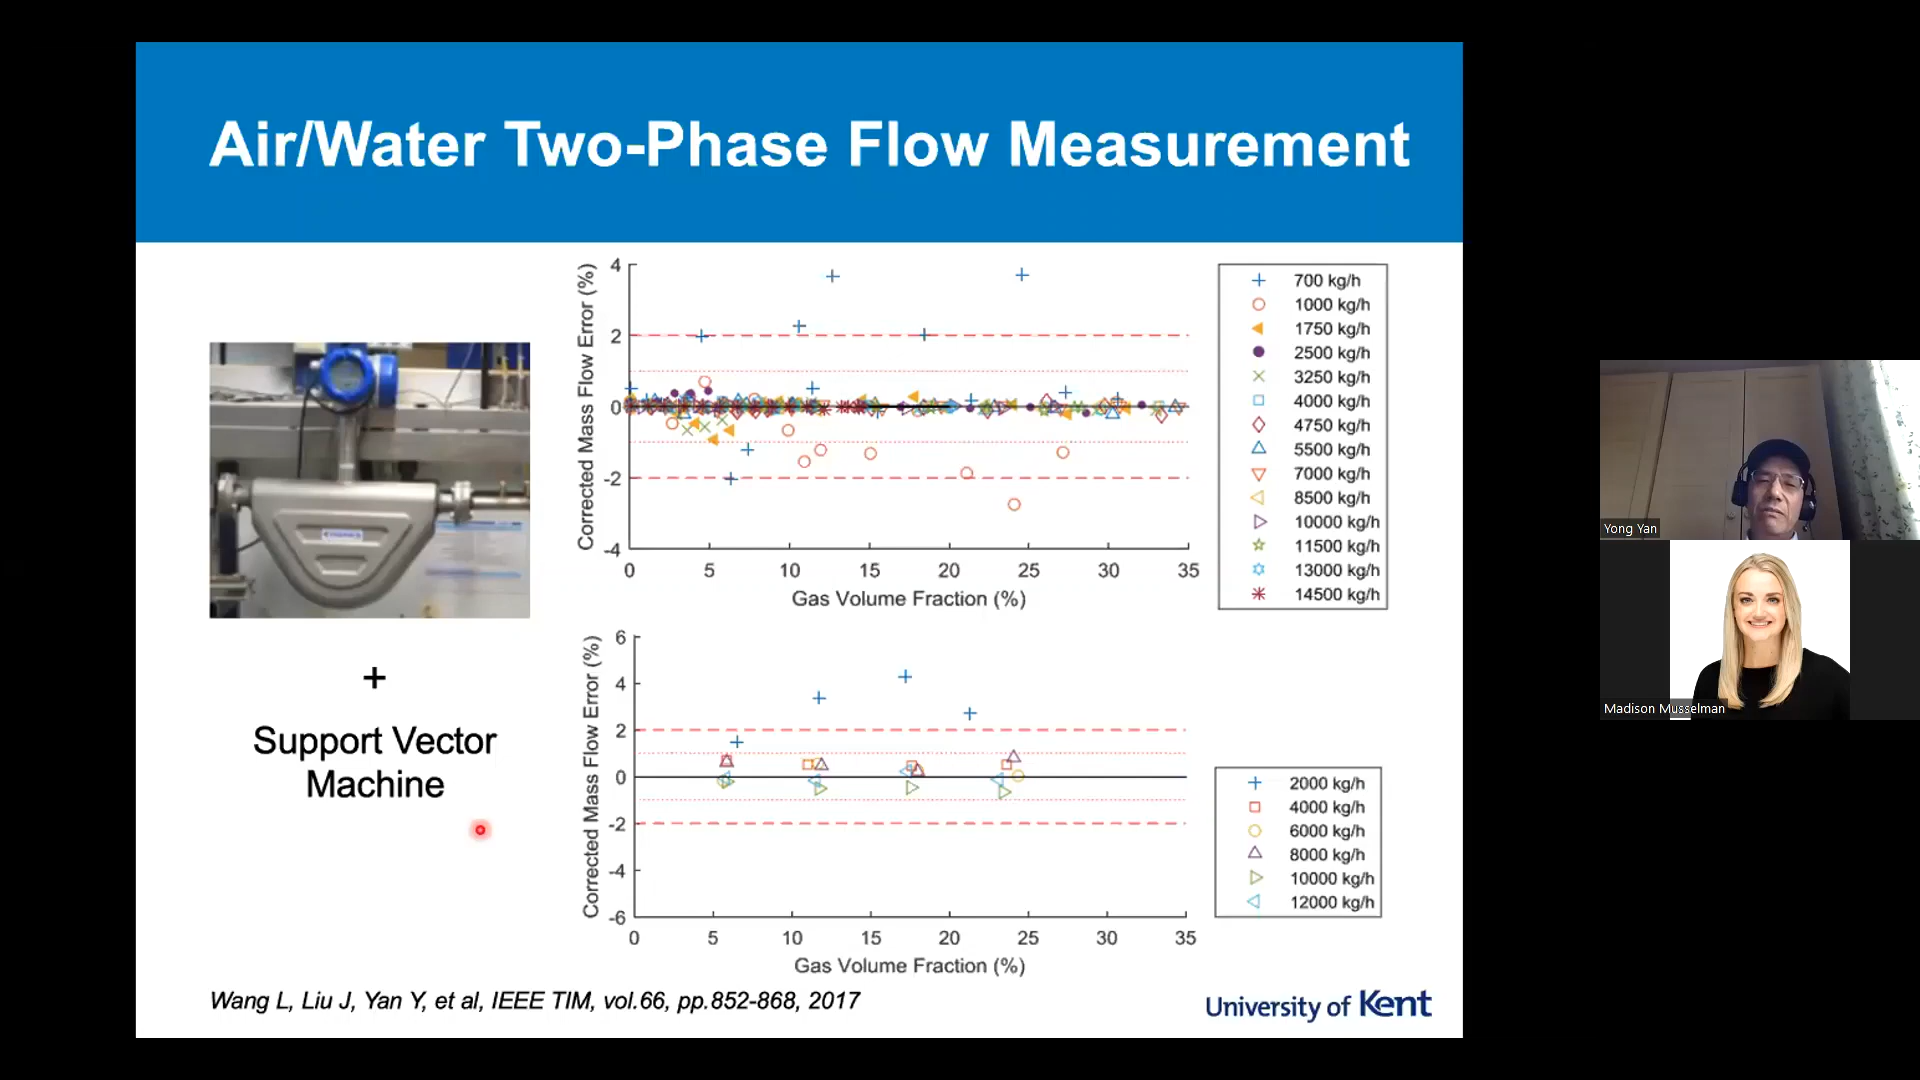 Air/Water Two-Phase Flow Measurement
Corrected Mass Flow Error (%)
4
2
0
-2
-4
0 5 10 15 20 25 30 35
Gas Volume Fraction (%)
700 kg/h
1000 kg/h
1750 kg/h
2500 kg/h
3250 kg/h
4000 kg/h
4750 kg/h
5500 kg/h
7000 kg/h
8500 kg/h
10000 kg/h
11500 kg/h
13000 kg/h
14500 kg/h
+
Support Vector
Machine
Corrected Mass Flow Error (%)
6
4
2
0
-2
-4
-6
0 5 10 15 20 25 30 35
Gas Volume Fraction (%)
2000 kg/h
4000 kg/h
6000 kg/h
8000 kg/h
10000 kg/h
12000 kg/h
Wang L, Liu J, Yan Y, et al, IEEE TIM, vol.66, pp.852-868, 2017
University of Kent
Yong Yan
Madison Musselman